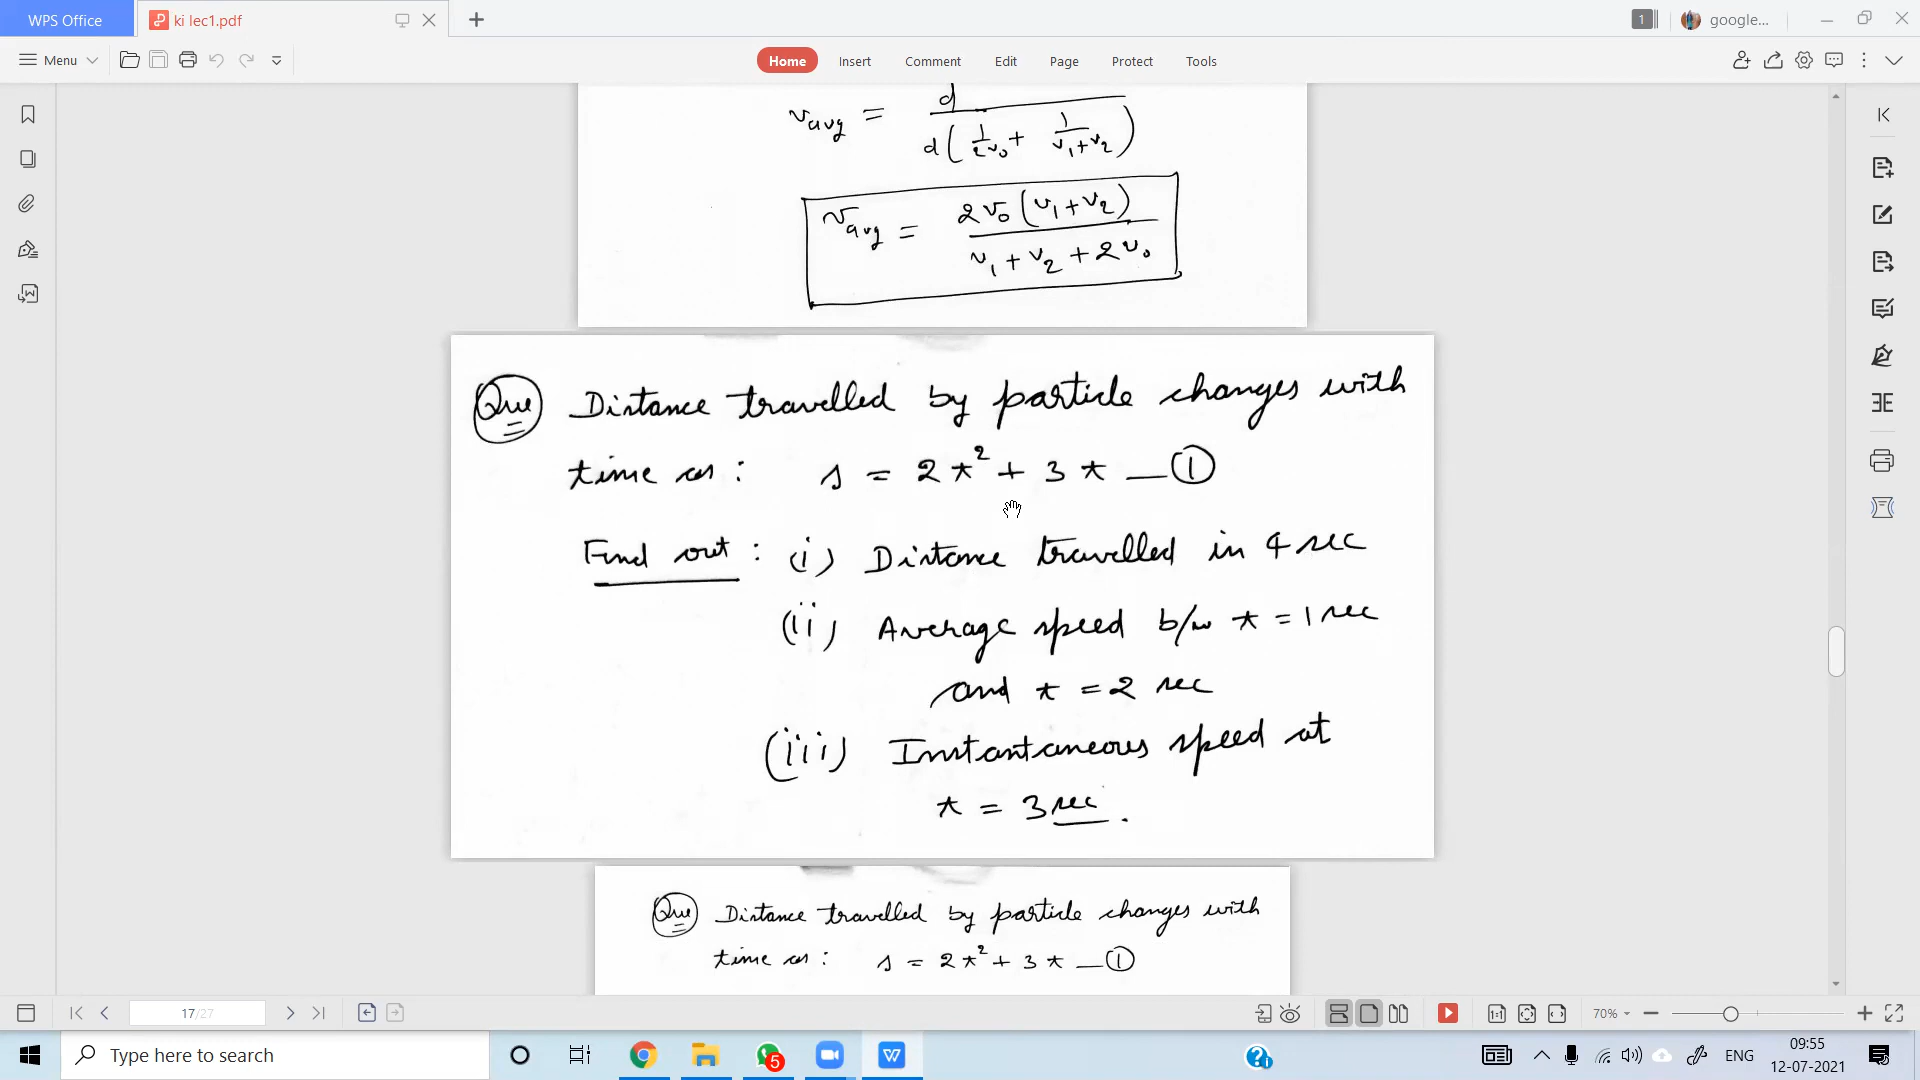 WPS Office
ki lec1.pdf
1
google...
Menu
Home
Insert
Comment
Edit
Page
Protect
Tools
v_avg = d / d(1/2v₀ + 1/v₁+v₂)
v_avg = 2v₀(v₁+v₂) / v₁+v₂+2v₀
Que Distance travelled by particle changes with
time as: s = 2t² + 3t —①
Find out: (i) Distance travelled in 4 sec
(ii) Average speed b/w t = 1 sec
and t = 2 sec
(iii) Instantaneous speed at
t = 3 sec.
Que Distance travelled by particle changes with
time as: s = 2t² + 3t —①
17/27
70%
Type here to search
5
ENG
09:55
12-07-2021